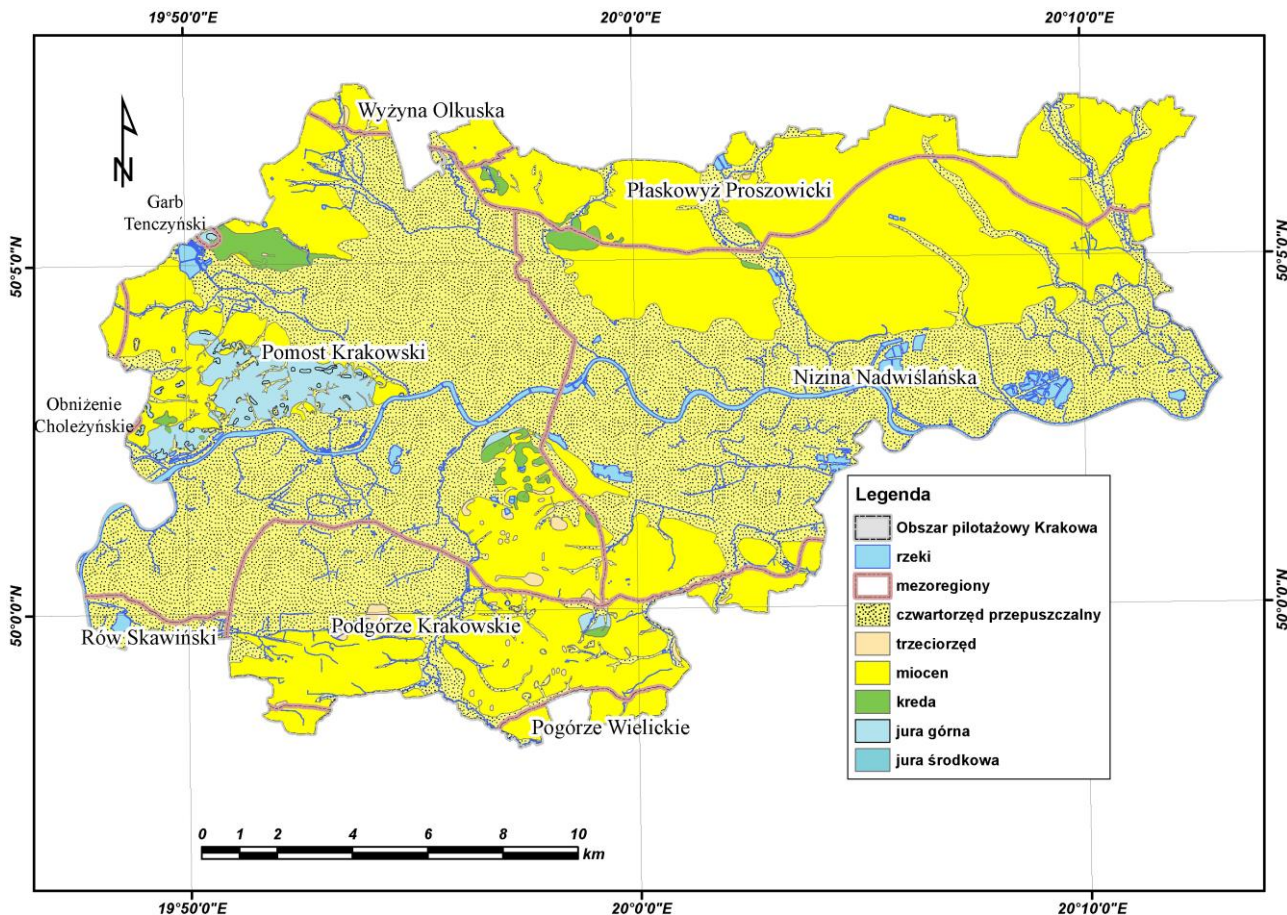 19°50'0"E
20°0'0"E
20°10'0"E
N
Wyżyna Olkuska
Płaskowyż Proszowicki
Garb
Tenczyński
50°5'0"N
50°5'0"N
Pomost Krakowski
Nizina Nadwiślańska
Obniżenie
Choleżyńskie
50°0'0"N
50°0'0"N
Rów Skawiński
Podgórze Krakowskie
Pogórze Wielickie
Legenda
Obszar pilotażowy Krakowa
rzeki
mezoregiony
czwartorzęd przepuszczalny
trzeciorzęd
miocen
kreda
jura górna
jura środkowa
0 1 2 4 6 8 10
km
19°50'0"E
20°0'0"E
20°10'0"E